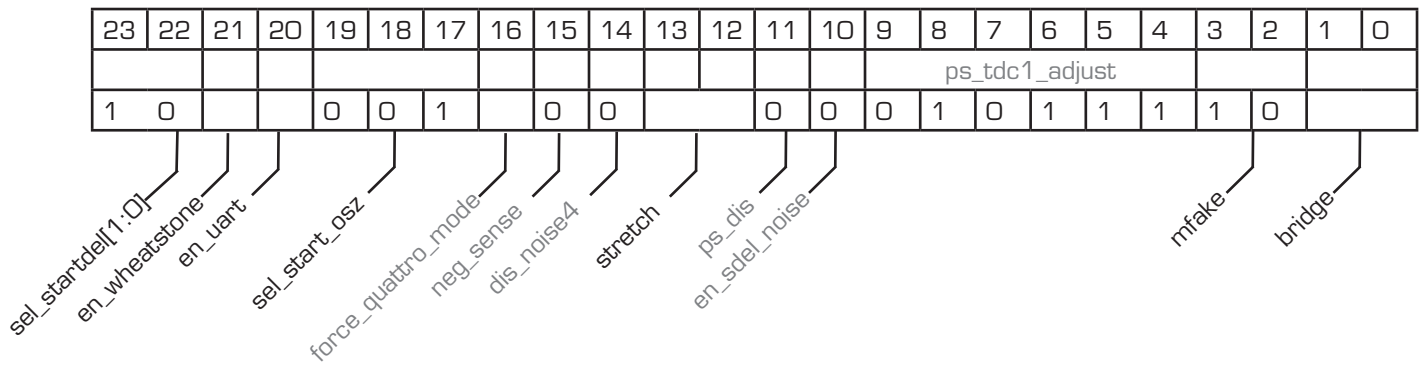 23 22 21 20 19 18 17 16 15 14 13 12 11 10 9 8 7 6 5 4 3 2 1 0
ps_tdc1_adjust
1 0 0 0 1 0 0 0 0 0 1 0 1 1 1 1 0
sel_startdel[1:0]
en_wheatstone
en_uart
sel_start_osz
force_quattro_mode
neg_sense
dis_noise4
stretch
ps_dis
en_sdel_noise
mfake
bridge